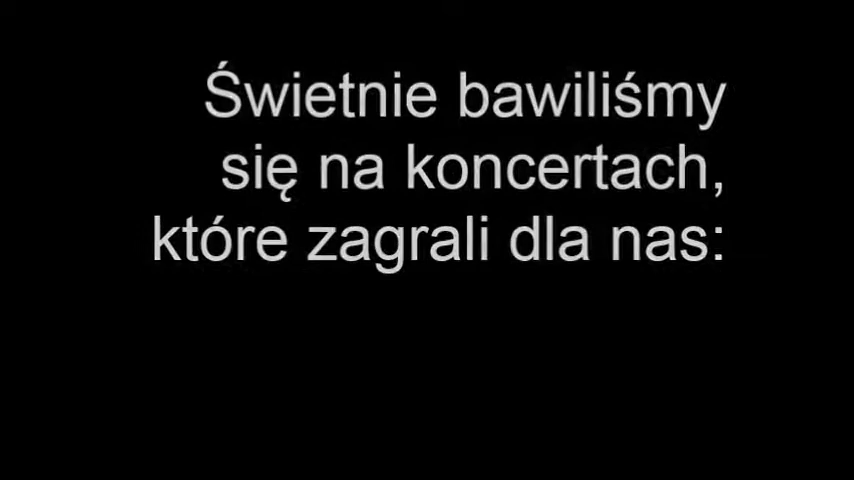 Świetnie bawiliśmy
się na koncertach,
które zagrali dla nas: